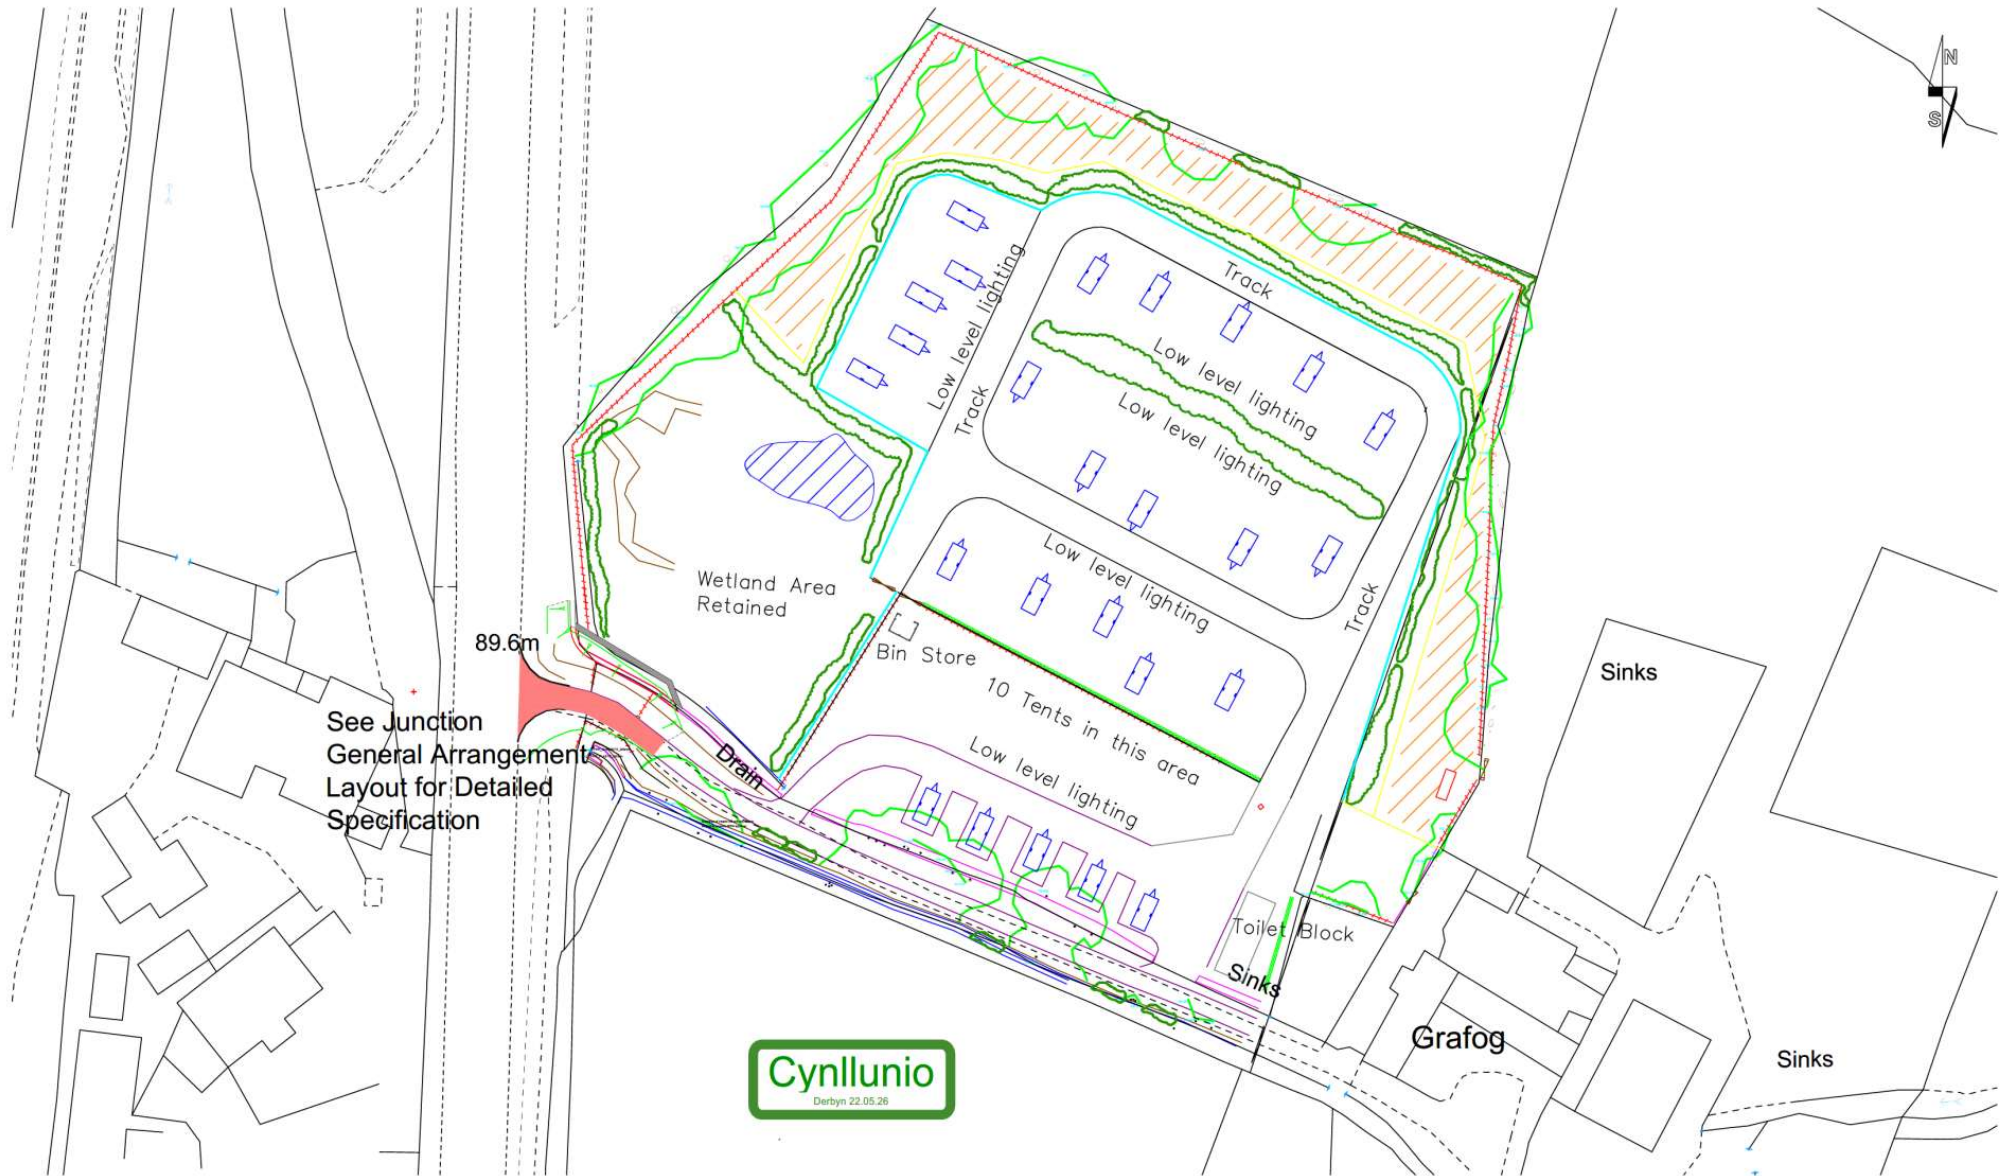 N
S
Track
Low level lighting
Low level lighting
Low level lighting
Track
Low level lighting
Wetland Area
Retained
Track
89.6m
Bin Store
Sinks
10 Tents in this area
See Junction
General Arrangement
Layout for Detailed
Specification
Drain
Low level lighting
Toilet Block
Sinks
Grafog
Sinks
Cynllunio
Derbyn 22.05.26